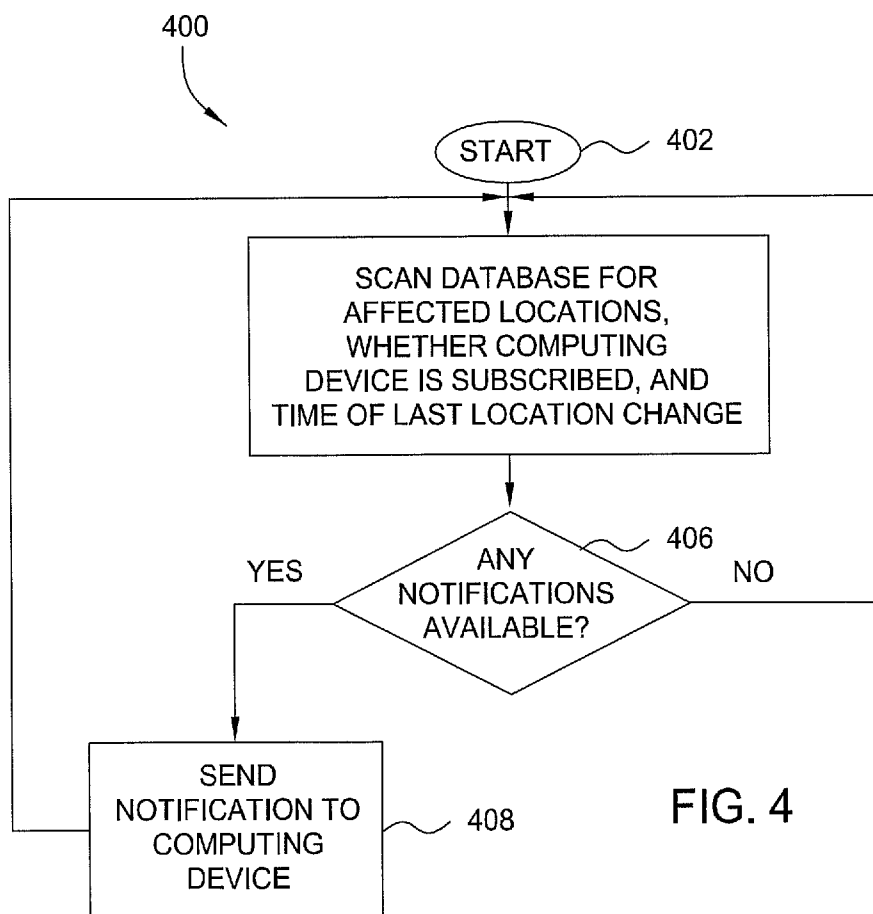 400
START
402
SCAN DATABASE FOR
AFFECTED LOCATIONS,
WHETHER COMPUTING
DEVICE IS SUBSCRIBED, AND
TIME OF LAST LOCATION CHANGE
406
YES
ANY
NOTIFICATIONS
AVAILABLE?
NO
SEND
NOTIFICATION TO
COMPUTING
DEVICE
408
FIG. 4